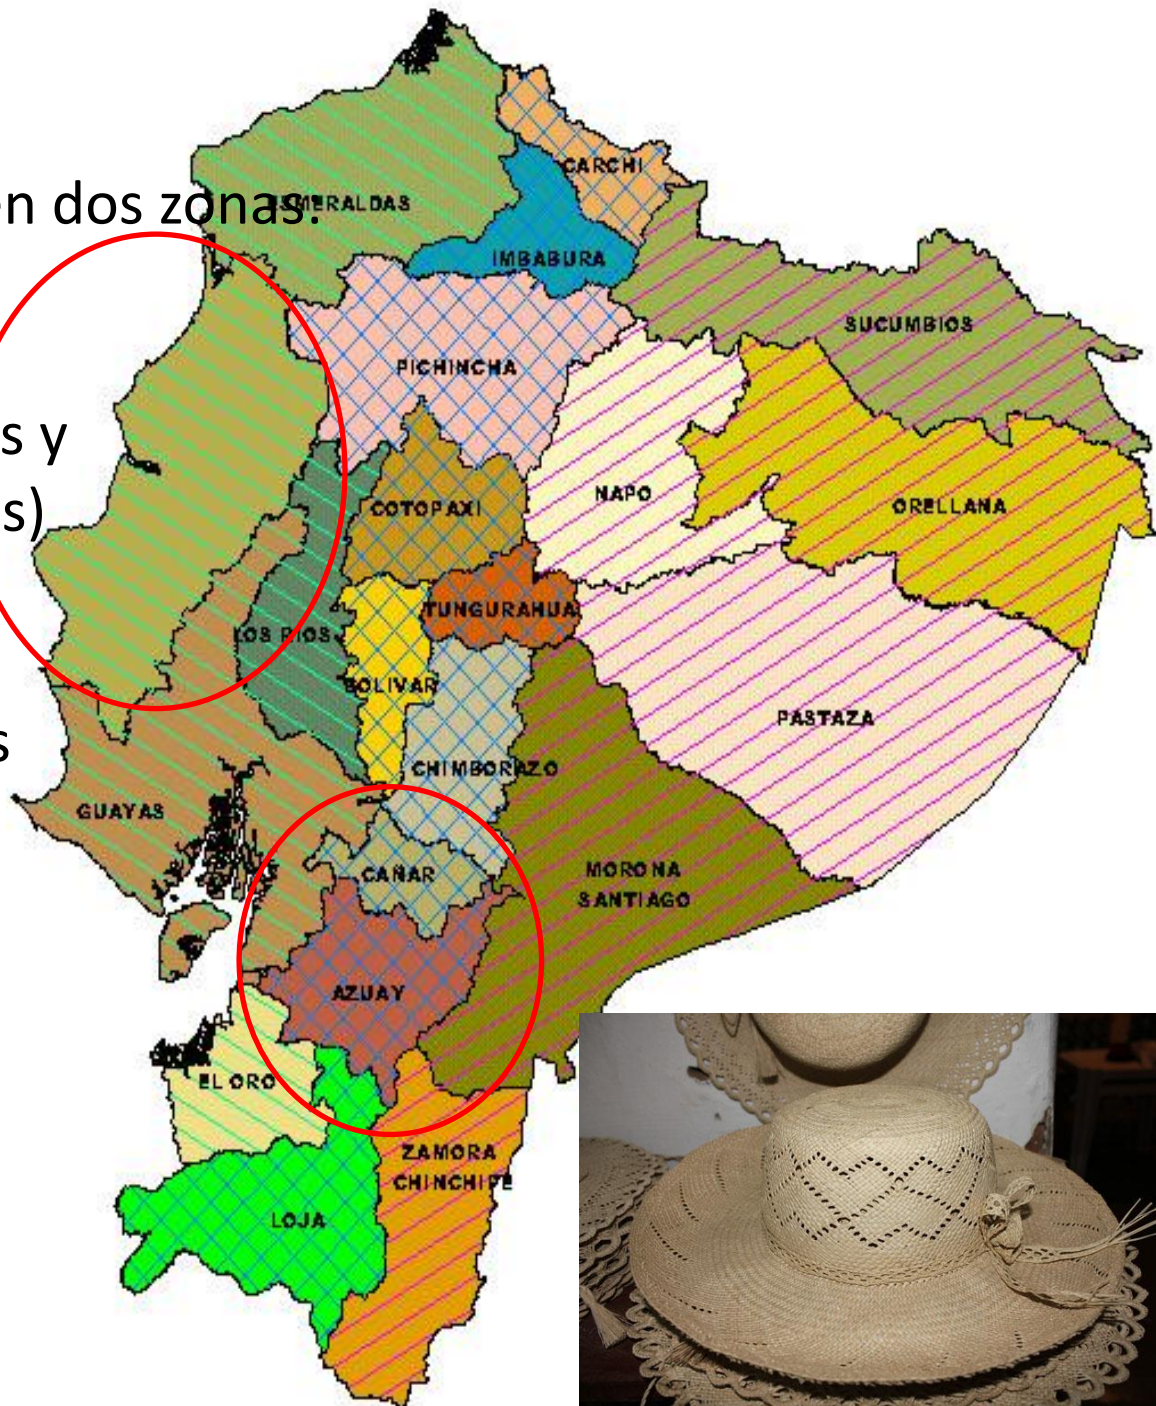 CARCHI
en dos zonas:
ESMERALDAS
IMBABURA
SUCUMBIOS
PICHINCHA
s y
NAPO
COTOPAXI
ORELLANA
s)
TUNGURAHUA
LOS RIOS
BOLIVAR
PASTAZA
s
CHIMBORAZO
GUAYAS
CAÑAR
MORONA
SANTIAGO
AZUAY
EL ORO
ZAMORA
CHINCHIPE
LOJA